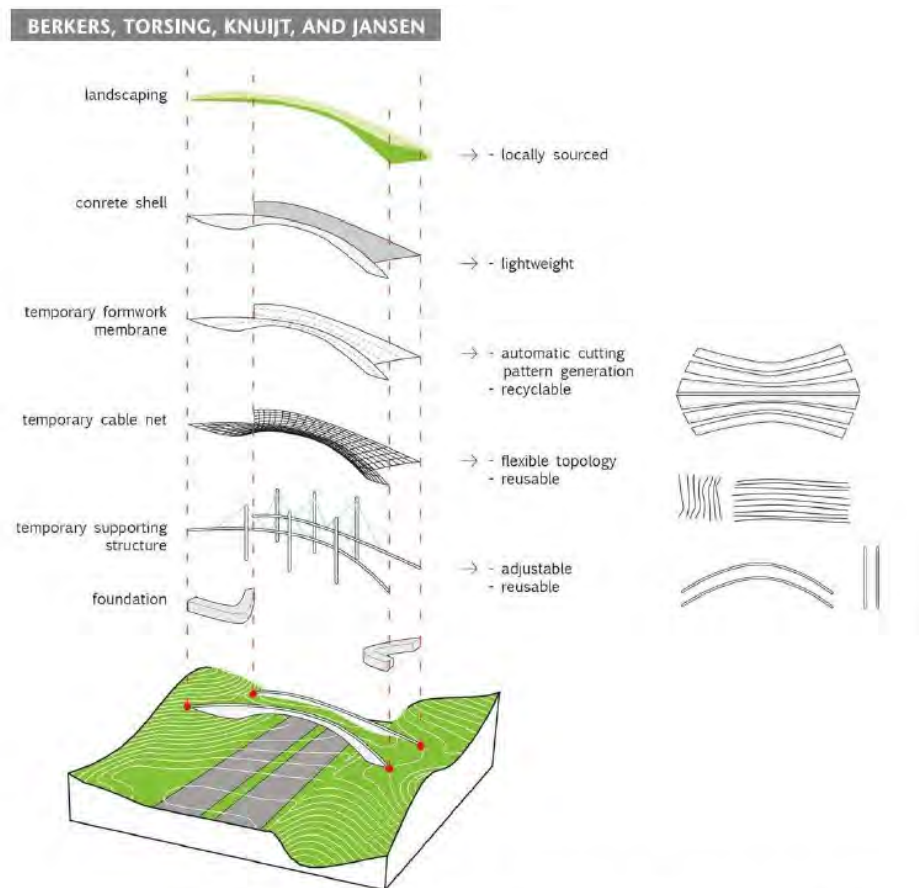 BERKERS, TORSING, KNUIJT, AND JANSEN
landscaping
→ - locally sourced
conrete shell
→ - lightweight
temporary formwork
membrane
→ - automatic cutting
pattern generation
- recyclable
temporary cable net
→ - flexible topology
- reusable
temporary supporting
structure
→ - adjustable
- reusable
foundation